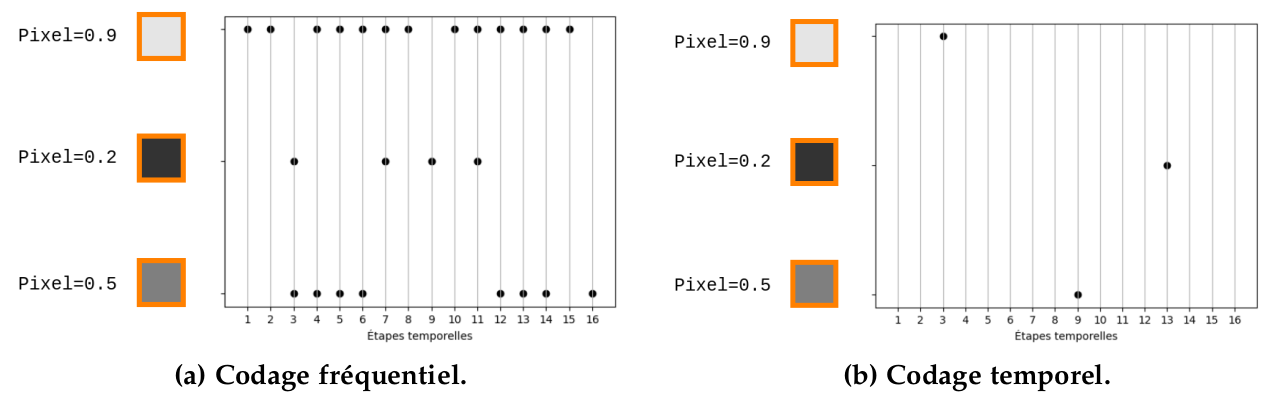 Pixel=0.9
Pixel=0.2
Pixel=0.5
1 2 3 4 5 6 7 8 9 10 11 12 13 14 15 16
Étapes temporelles
(a) Codage fréquentiel.
Pixel=0.9
Pixel=0.2
Pixel=0.5
1 2 3 4 5 6 7 8 9 10 11 12 13 14 15 16
Étapes temporelles
(b) Codage temporel.